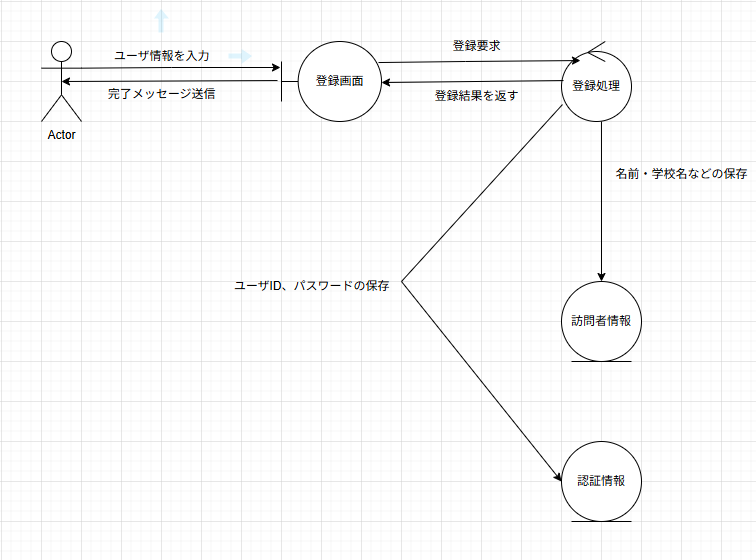 登録要求
ユーザ情報を入力
登録画面
登録処理
完了メッセージ送信
登録結果を返す
Actor
名前・学校名などの保存
ユーザID、パスワードの保存
訪問者情報
認証情報